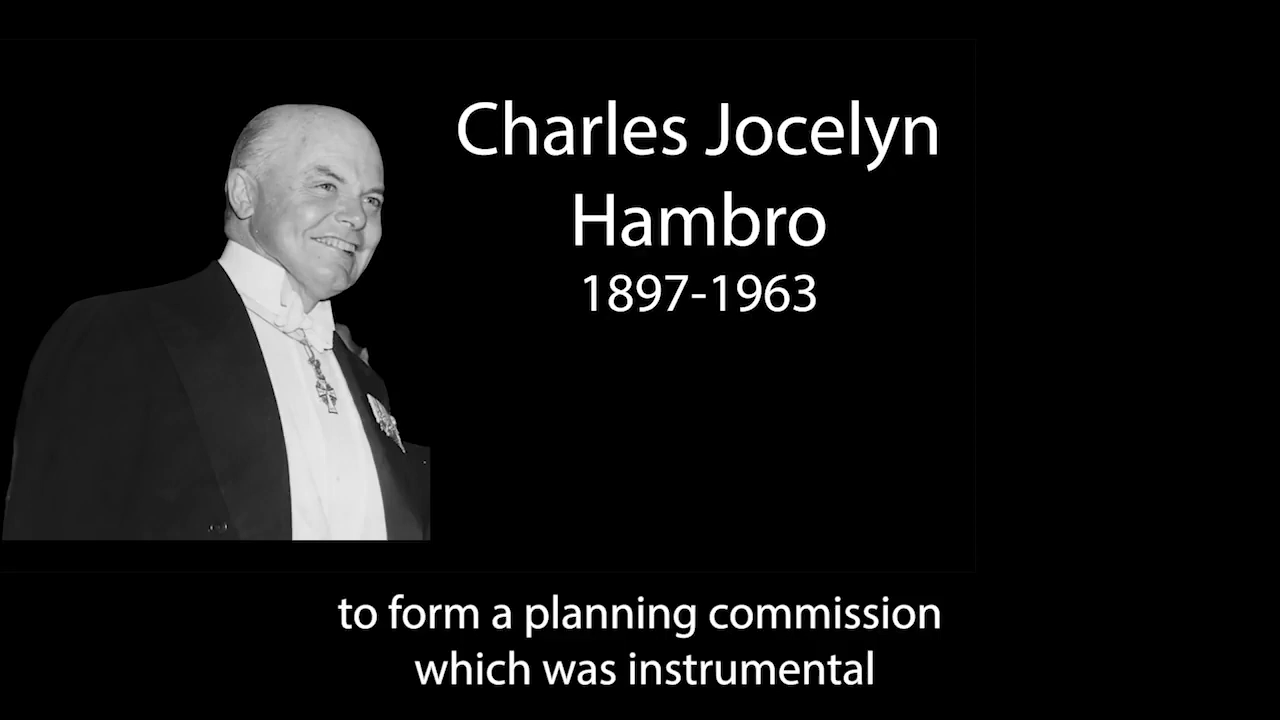 Charles Jocelyn
Hambro
1897-1963
to form a planning commission
which was instrumental